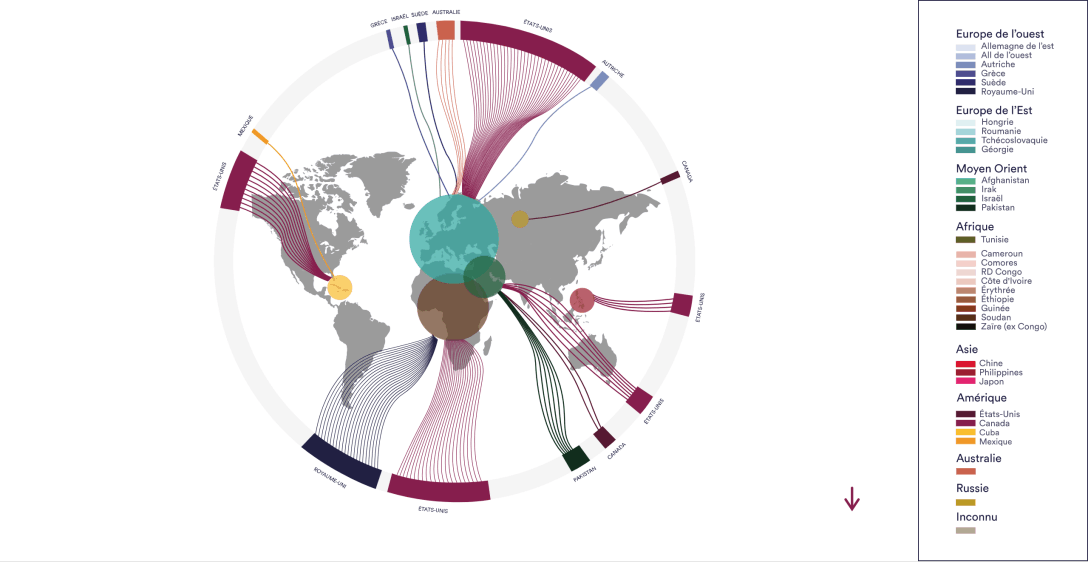 GRÈCE
ISRAËL
SUÈDE
AUSTRALIE
ÉTATS-UNIS
AUTRICHE
MEXIQUE
ÉTATS-UNIS
CANADA
ÉTATS-UNIS
ÉTATS-UNIS
CANADA
PAKISTAN
ROYAUME-UNI
ÉTATS-UNIS
Europe de l'ouest
Allemagne de l'est
All de l'ouest
Autriche
Grèce
Suède
Royaume-Uni
Europe de l'Est
Hongrie
Roumanie
Tchécoslovaquie
Géorgie
Moyen Orient
Afghanistan
Irak
Israël
Pakistan
Afrique
Tunisie
Cameroun
Comores
RD Congo
Côte d'Ivoire
Érythrée
Éthiopie
Guinée
Soudan
Zaïre (ex Congo)
Asie
Chine
Philippines
Japon
Amérique
États-Unis
Canada
Cuba
Mexique
Australie
Russie
Inconnu